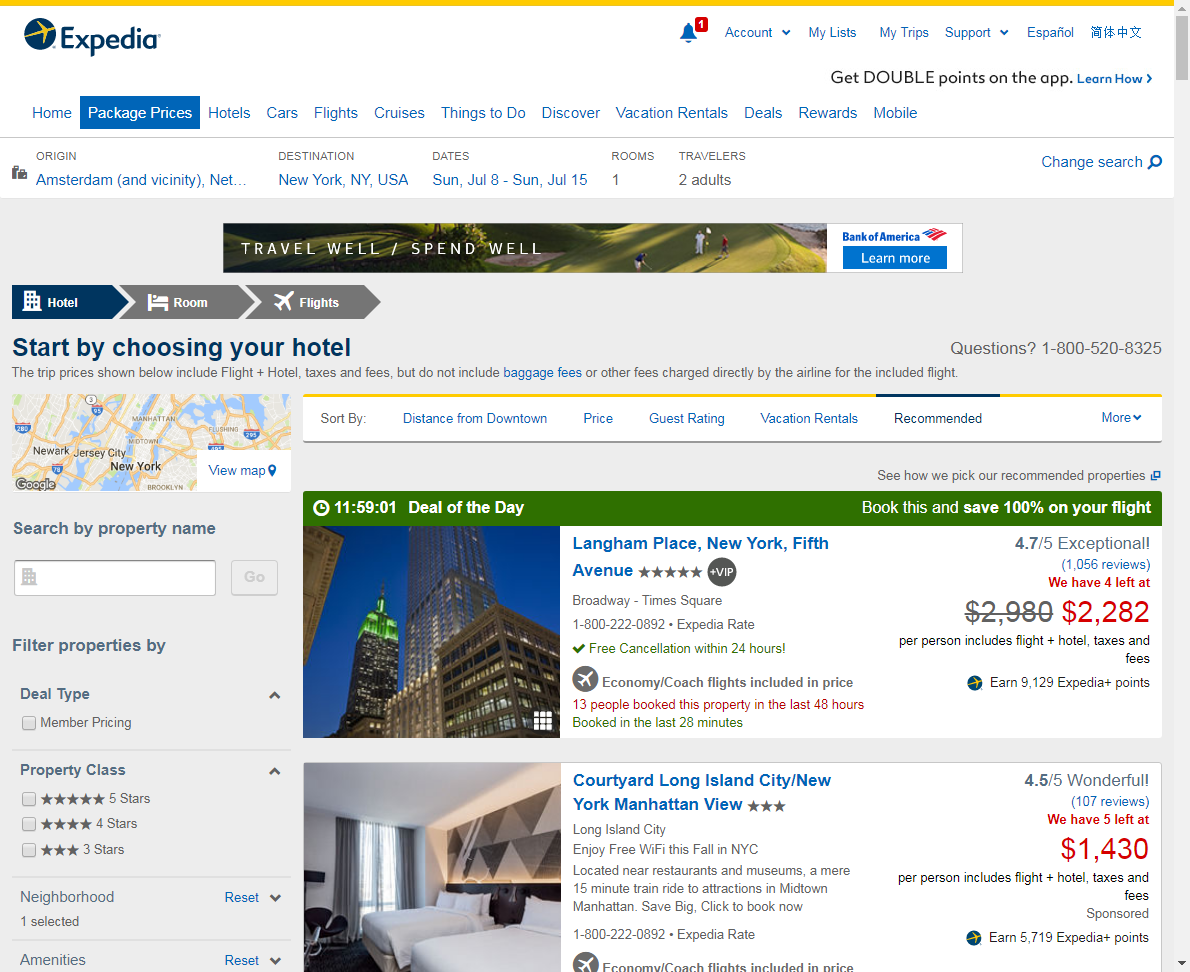 Expedia
1
Account
My Lists
My Trips
Support
Español
简体中文
Get DOUBLE points on the app. Learn How
Home
Package Prices
Hotels
Cars
Flights
Cruises
Things to Do
Discover
Vacation Rentals
Deals
Rewards
Mobile
ORIGIN
Amsterdam (and vicinity), Net...
DESTINATION
New York, NY, USA
DATES
Sun, Jul 8 - Sun, Jul 15
ROOMS
1
TRAVELERS
2 adults
Change search
TRAVEL WELL / SPEND WELL
Bank of America
Learn more
Hotel
Room
Flights
Start by choosing your hotel
Questions? 1-800-520-8325
The trip prices shown below include Flight + Hotel, taxes and fees, but do not include baggage fees or other fees charged directly by the airline for the included flight.
3
95
MANHATTAN
280
FLUSHING
MIDTOWN
295
495
Newark
Jersey City
New York
78
BROOKLYN
Google
View map
Sort By:
Distance from Downtown
Price
Guest Rating
Vacation Rentals
Recommended
More
See how we pick our recommended properties
Search by property name
Go
Filter properties by
Deal Type
Member Pricing
Property Class
5 Stars
4 Stars
3 Stars
Neighborhood
Reset
1 selected
Amenities
Reset
11:59:01 Deal of the Day
Book this and save 100% on your flight
Langham Place, New York, Fifth
Avenue
+VIP
Broadway - Times Square
1-800-222-0892 • Expedia Rate
Free Cancellation within 24 hours!
Economy/Coach flights included in price
13 people booked this property in the last 48 hours
Booked in the last 28 minutes
4.7/5 Exceptional!
(1,056 reviews)
We have 4 left at
$2,980 $2,282
per person includes flight + hotel, taxes and
fees
Earn 9,129 Expedia+ points
Courtyard Long Island City/New
York Manhattan View
Long Island City
Enjoy Free WiFi this Fall in NYC
Located near restaurants and museums, a mere
15 minute train ride to attractions in Midtown
Manhattan. Save Big, Click to book now
1-800-222-0892 • Expedia Rate
Economy/Coach flights included in price
4.5/5 Wonderful!
(107 reviews)
We have 5 left at
$1,430
per person includes flight + hotel, taxes and
fees
Sponsored
Earn 5,719 Expedia+ points